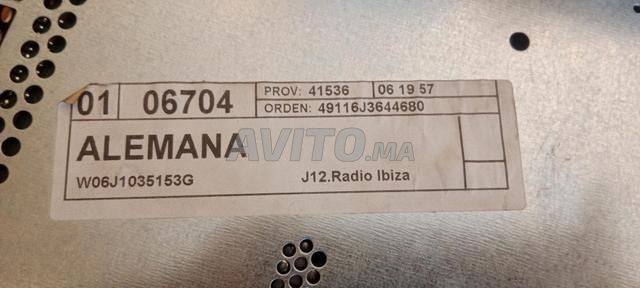 01 06704 PROV: 41536 06 19 57
ORDEN: 49116J3644680
ALEMANA
W06J1035153G J12.Radio Ibiza
AVITO.MA